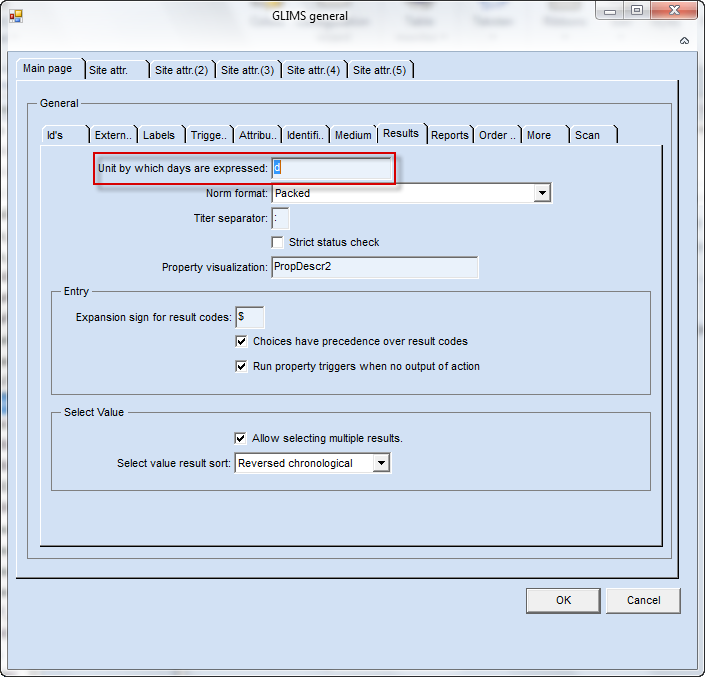 GLIMS general
Main page Site attr. Site attr.(2) Site attr.(3) Site attr.(4) Site attr.(5)
General
Id's Extern.. Labels Trigge.. Attribu.. Identifi.. Medium Results Reports Order .. More Scan
Unit by which days are expressed: d
Norm format: Packed
Titer separator: :
Strict status check
Property visualization: PropDescr2
Entry
Expansion sign for result codes: $
Choices have precedence over result codes
Run property triggers when no output of action
Select Value
Allow selecting multiple results.
Select value result sort: Reversed chronological
OK Cancel